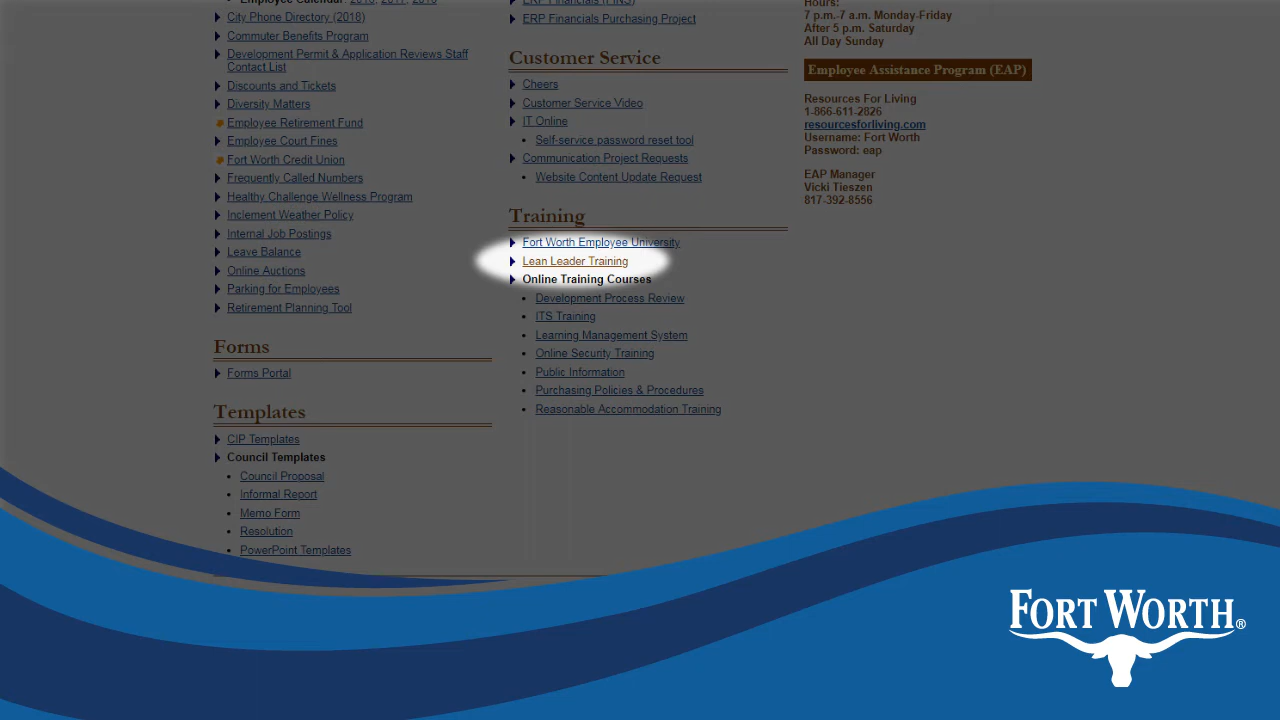 Employee Calendar: 2016, 2017, 2018
City Phone Directory (2018)
Commuter Benefits Program
Development Permit & Application Reviews Staff
Contact List
Discounts and Tickets
Diversity Matters
Employee Retirement Fund
Employee Court Fines
Fort Worth Credit Union
Frequently Called Numbers
Healthy Challenge Wellness Program
Inclement Weather Policy
Internal Job Postings
Leave Balance
Online Auctions
Parking for Employees
Retirement Planning Tool
Forms
Forms Portal
Templates
CIP Templates
Council Templates
Council Proposal
Informal Report
Memo Form
Resolution
PowerPoint Templates
ERP Financials (FINS)
ERP Financials Purchasing Project
Customer Service
Cheers
Customer Service Video
IT Online
Self-service password reset tool
Communication Project Requests
Website Content Update Request
Training
Fort Worth Employee University
Lean Leader Training
Online Training Courses
Development Process Review
ITS Training
Learning Management System
Online Security Training
Public Information
Purchasing Policies & Procedures
Reasonable Accommodation Training
Hours:
7 p.m.-7 a.m. Monday-Friday
After 5 p.m. Saturday
All Day Sunday
Employee Assistance Program (EAP)
Resources For Living
1-866-611-2826
resourcesforliving.com
Username: Fort Worth
Password: eap
EAP Manager
Vicki Tieszen
817-392-8556
FORT WORTH®